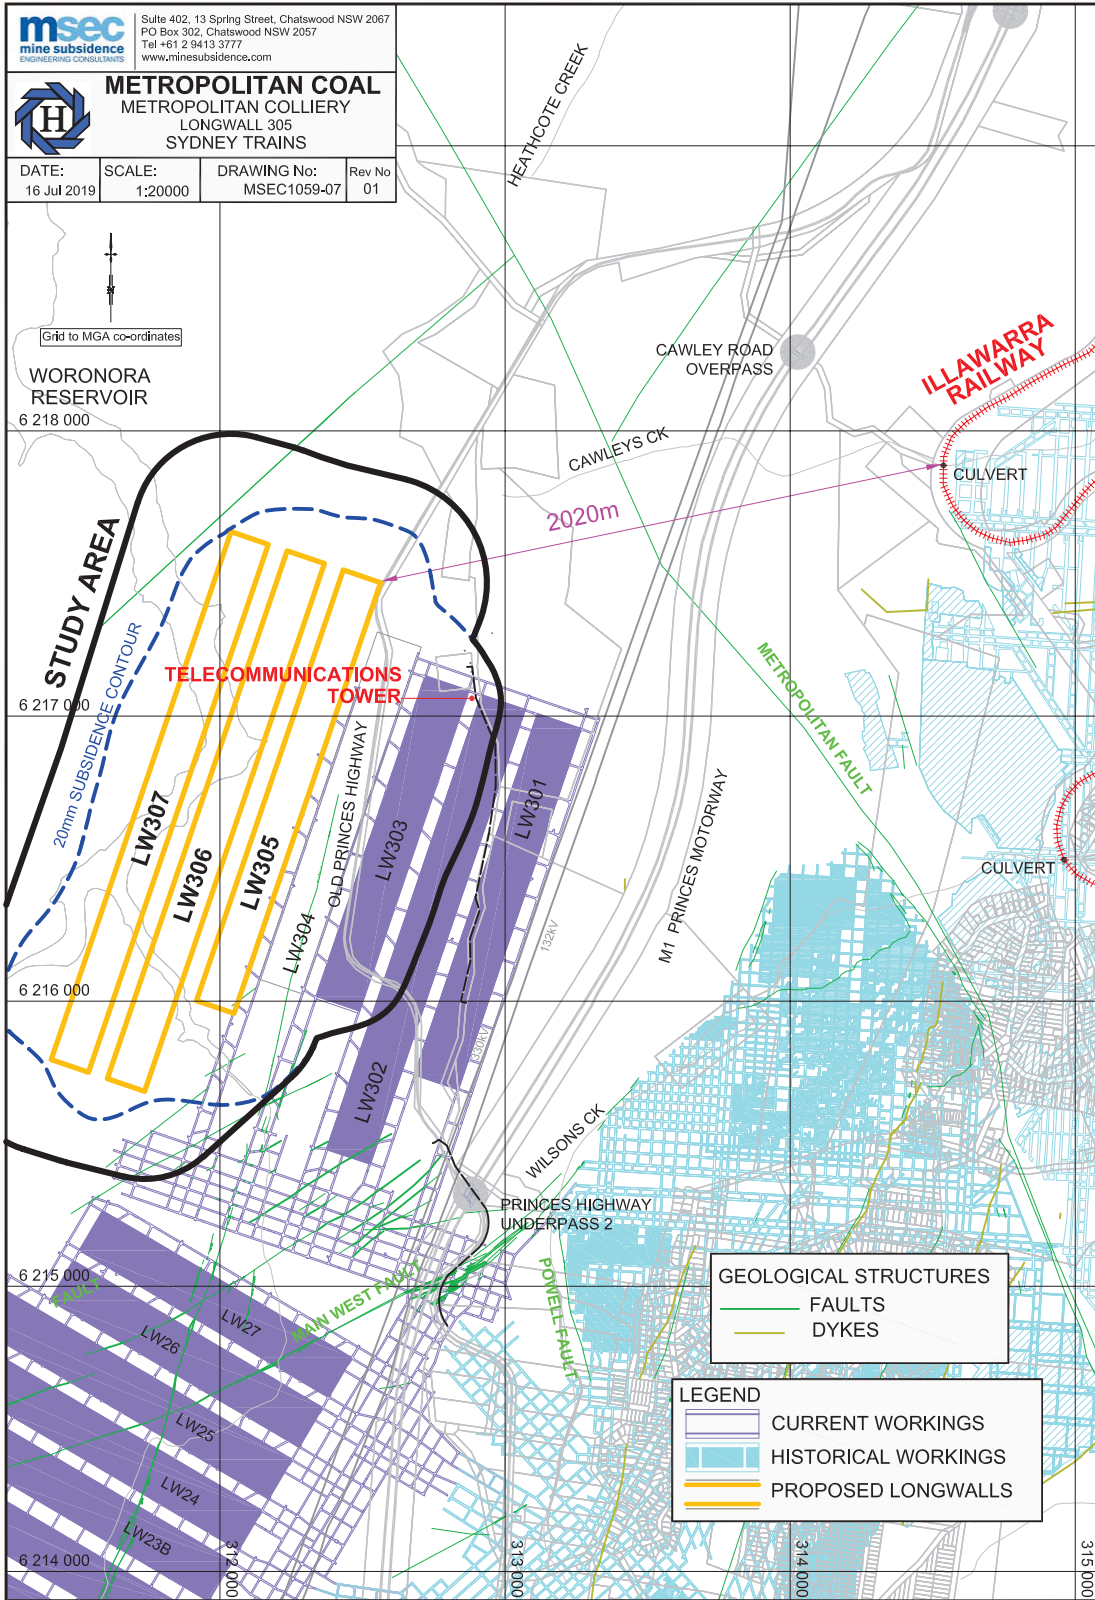 msec
mine subsidence
ENGINEERING CONSULTANTS
Suite 402, 13 Spring Street, Chatswood NSW 2067
PO Box 302, Chatswood NSW 2057
Tel +61 2 9413 3777
www.minesubsidence.com
H
METROPOLITAN COAL
METROPOLITAN COLLIERY
LONGWALL 305
SYDNEY TRAINS
DATE:
16 Jul 2019
SCALE:
1:20000
DRAWING No:
MSEC1059-07
Rev No
01
N
Grid to MGA co-ordinates
HEATHCOTE CREEK
WORONORA
RESERVOIR
6 218 000
CAWLEY ROAD
OVERPASS
ILLAWARRA
RAILWAY
CAWLEYS CK
CULVERT
2020m
STUDY AREA
20mm SUBSIDENCE CONTOUR
TELECOMMUNICATIONS
TOWER
6 217 000
METROPOLITAN FAULT
OLD PRINCES HIGHWAY
M1 PRINCES MOTORWAY
LW307
LW306
LW305
LW304
LW303
LW302
LW301
132kV
330kV
CULVERT
6 216 000
WILSONS CK
PRINCES HIGHWAY
UNDERPASS 2
6 215 000
FAULT
MAIN WEST FAULT
POWELL FAULT
LW27
LW26
LW25
LW24
LW23B
6 214 000
312 000
313 000
314 000
315 000
GEOLOGICAL STRUCTURES
FAULTS
DYKES
LEGEND
CURRENT WORKINGS
HISTORICAL WORKINGS
PROPOSED LONGWALLS